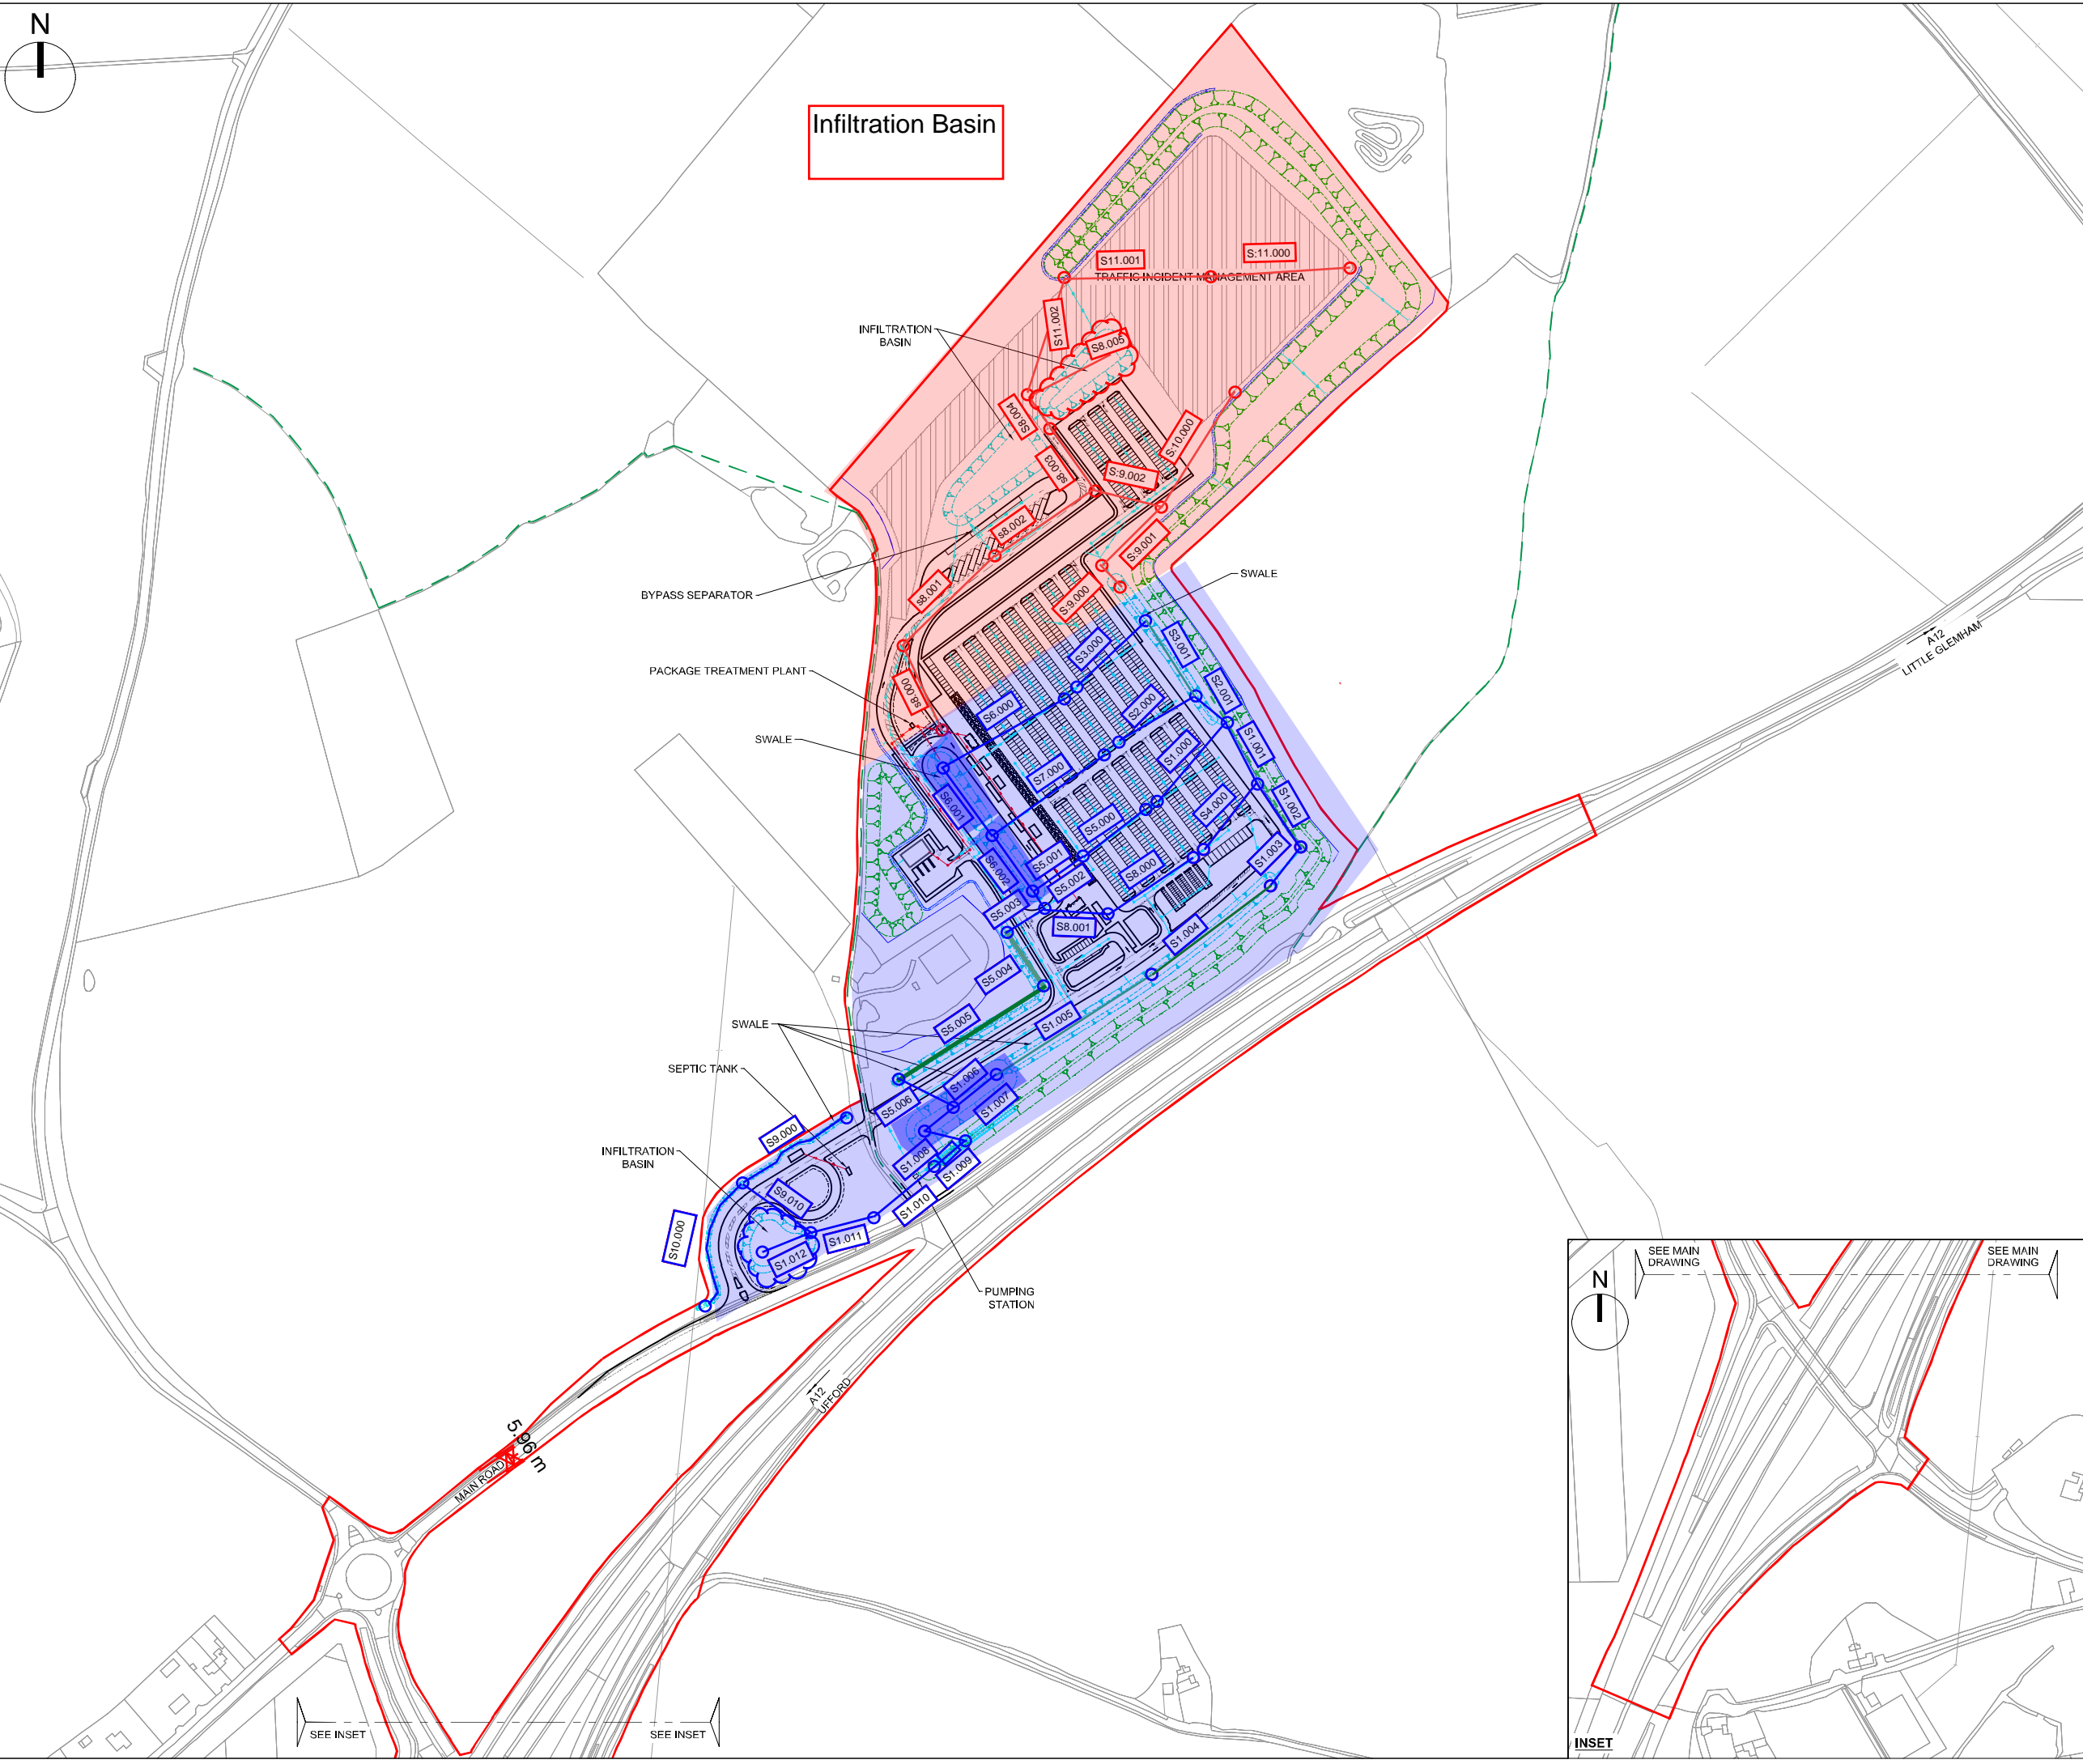 N
Infiltration Basin
S11.001
S:11.000
TRAFFIC INCIDENT MANAGEMENT AREA
S11.002
INFILTRATION
BASIN
S8.005
S8.004
S:10.000
s8.003
S:9.002
s8.002
S:9.001
SWALE
s8.001
BYPASS SEPARATOR
S:9.000
A12
LITTLE GLEMHAM
S3.000
S3.001
PACKAGE TREATMENT PLANT
s8.000
S2.001
S6.000
S2.000
SWALE
S1.001
S1.000
S7.000
S6.001
S4.000
S1.002
S5.000
S5.001
S1.003
S6.002
S8.000
S5.002
S5.003
S8.001
S1.004
S5.004
SWALE
S5.005
S1.005
SEPTIC TANK
S1.006
S5.006
S1.007
S9.000
INFILTRATION
BASIN
S1.008
S1.009
S9.010
S1.010
S10.000
S1.011
S1.012
PUMPING
STATION
A12
UFFORD
5.96 m
MAIN ROAD
SEE INSET
SEE INSET
SEE MAIN
DRAWING
SEE MAIN
DRAWING
N
INSET